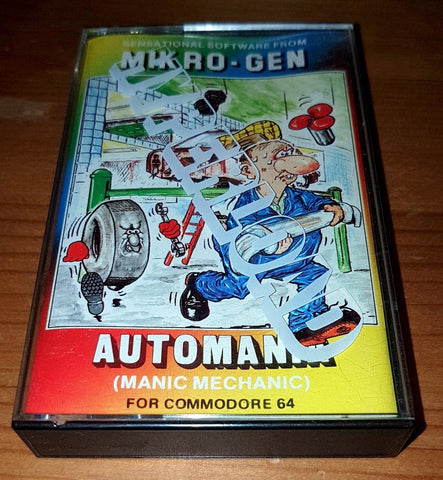 SENSATIONAL SOFTWARE FROM
MIKRO-GEN
AUTOMANIA
(MANIC MECHANIC)
FOR COMMODORE 64